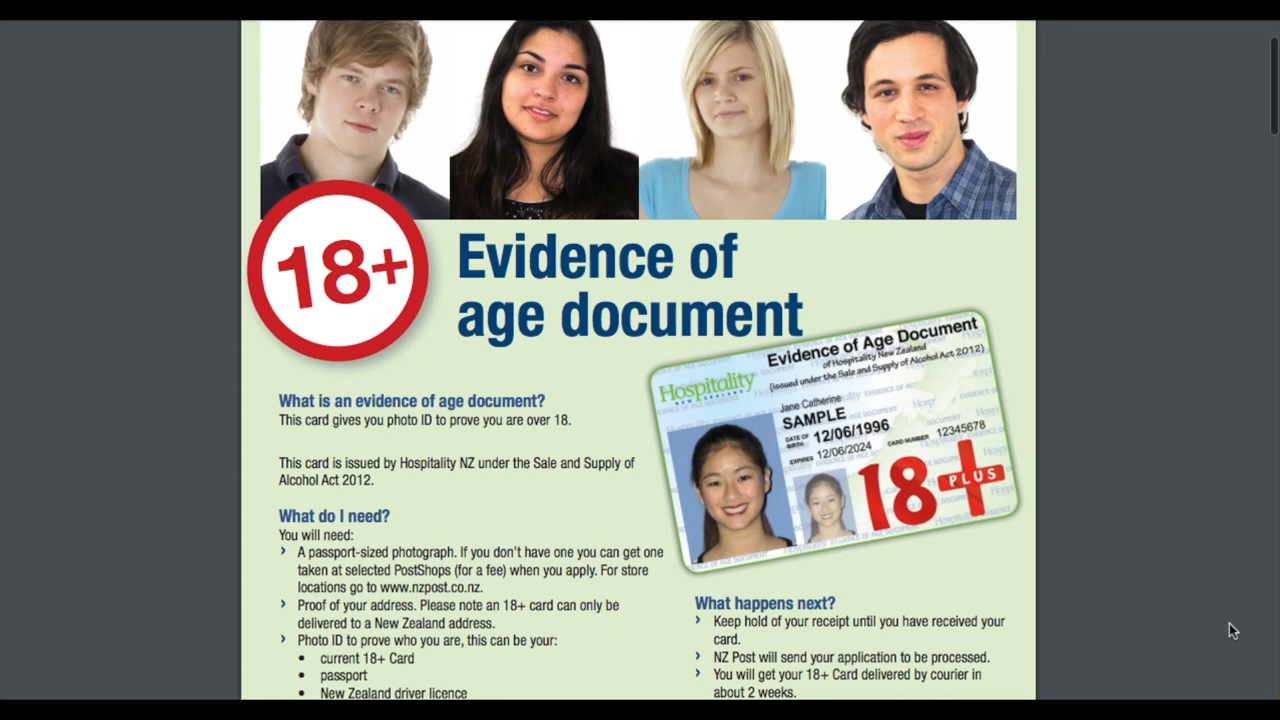 18+
Evidence of
age document
Evidence of Age Document
of Hospitality New Zealand
(issued under the Sale and Supply of Alcohol Act 2012)
Hospitality
NEW ZEALAND
Jane Catherine
SAMPLE
DATE OF BIRTH 12/06/1996
EXPIRES 12/06/2024
CARD NUMBER 12345678
18+ PLUS
What is an evidence of age document?
This card gives you photo ID to prove you are over 18.
This card is issued by Hospitality NZ under the Sale and Supply of
Alcohol Act 2012.
What do I need?
You will need:
› A passport-sized photograph. If you don't have one you can get one
taken at selected PostShops (for a fee) when you apply. For store
locations go to www.nzpost.co.nz.
› Proof of your address. Please note an 18+ card can only be
delivered to a New Zealand address.
› Photo ID to prove who you are, this can be your:
• current 18+ Card
• passport
• New Zealand driver licence
What happens next?
› Keep hold of your receipt until you have received your
card.
› NZ Post will send your application to be processed.
› You will get your 18+ Card delivered by courier in
about 2 weeks.